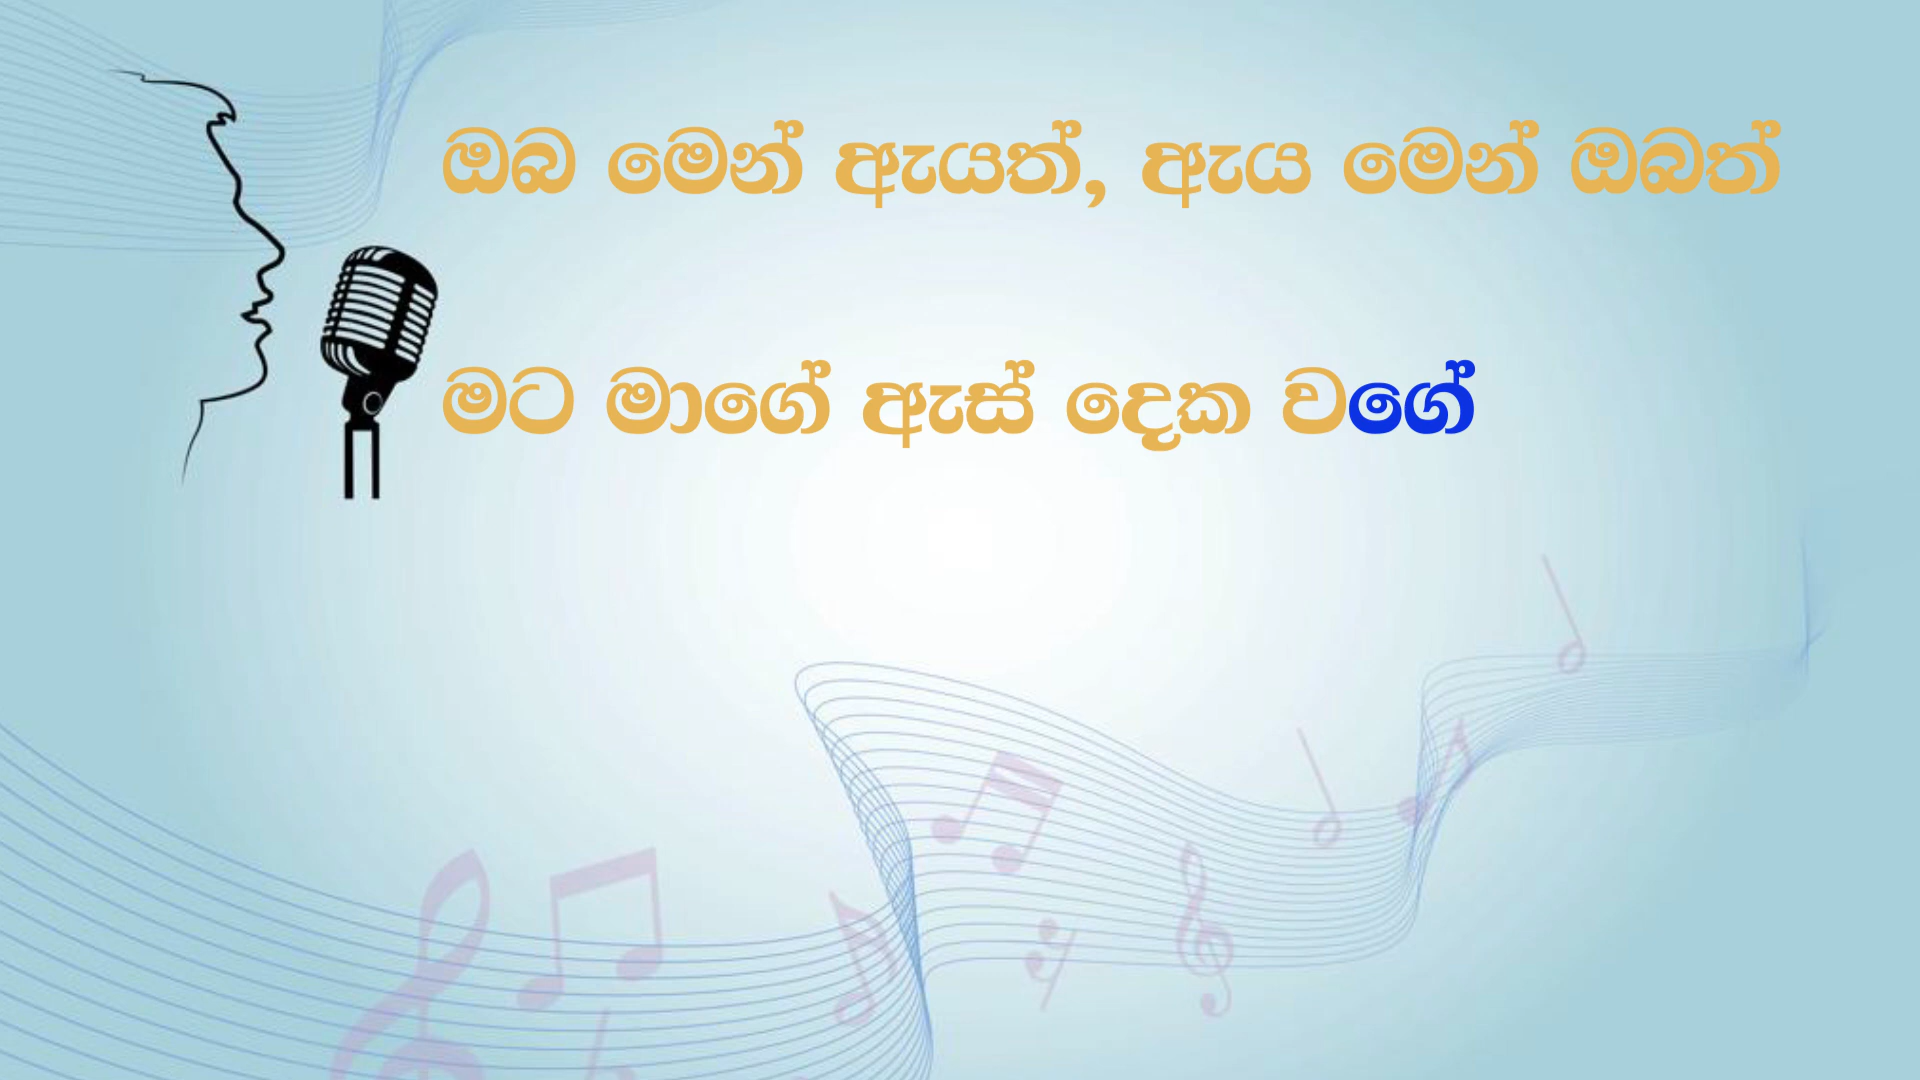 ඔබ මෙන් ඇයත්, ඇය මෙන් ඔබත්
මට මාගේ ඇස් දෙක වගේ